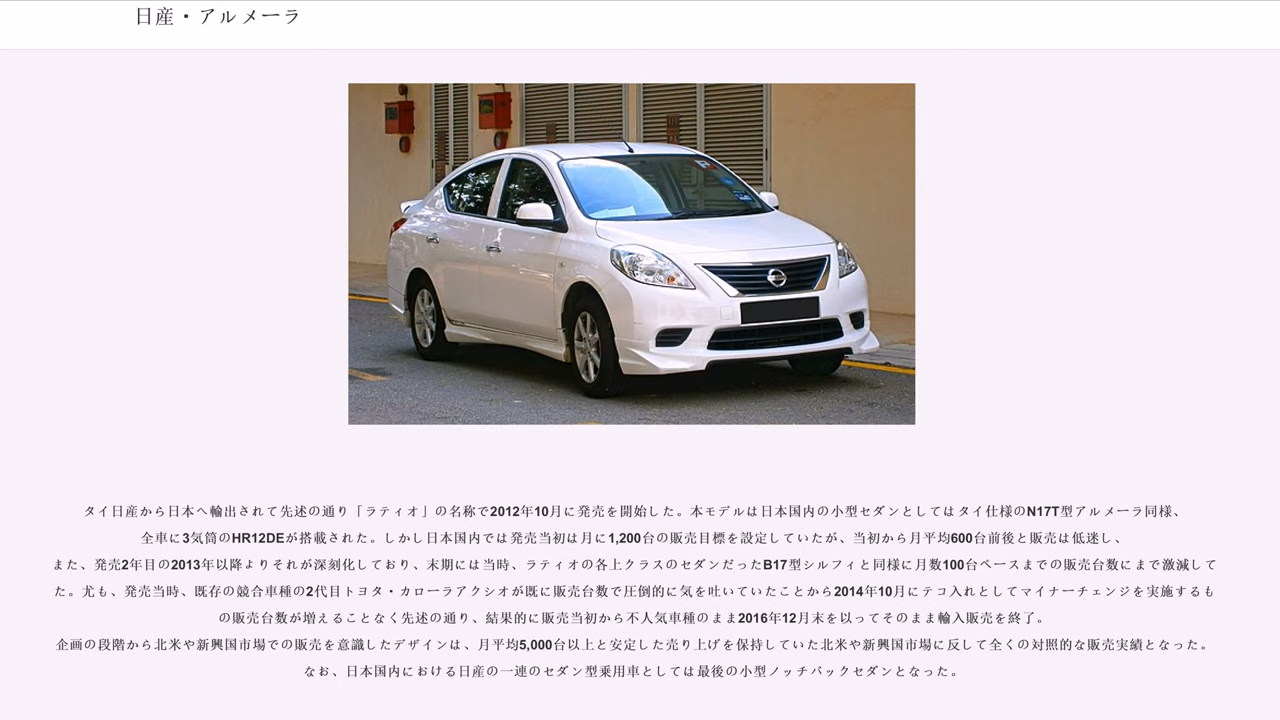 日産・アルメーラ
タイ日産から日本へ輸出されて先述の通り「ラティオ」の名称で2012年10月に発売を開始した。本モデルは日本国内の小型セダンとしてはタイ仕様のN17T型アルメーラ同様、
全車に3気筒のHR12DEが搭載された。しかし日本国内では発売当初は月に1,200台の販売目標を設定していたが、当初から月平均600台前後と販売は低迷し、
また、発売2年目の2013年以降よりそれが深刻化しており、末期には当時、ラティオの各上クラスのセダンだったB17型シルフィと同様に月数100台ペースまでの販売台数にまで激減して
た。尤も、発売当時、既存の競合車種の2代目トヨタ・カローラアクシオが既に販売台数で圧倒的に気を吐いていたことから2014年10月にテコ入れとしてマイナーチェンジを実施するも
の販売台数が増えることなく先述の通り、結果的に販売当初から不人気車種のまま2016年12月末を以ってそのまま輸入販売を終了。
企画の段階から北米や新興国市場での販売を意識したデザインは、月平均5,000台以上と安定した売り上げを保持していた北米や新興国市場に反して全くの対照的な販売実績となった。
なお、日本国内における日産の一連のセダン型乗用車としては最後の小型ノッチバックセダンとなった。